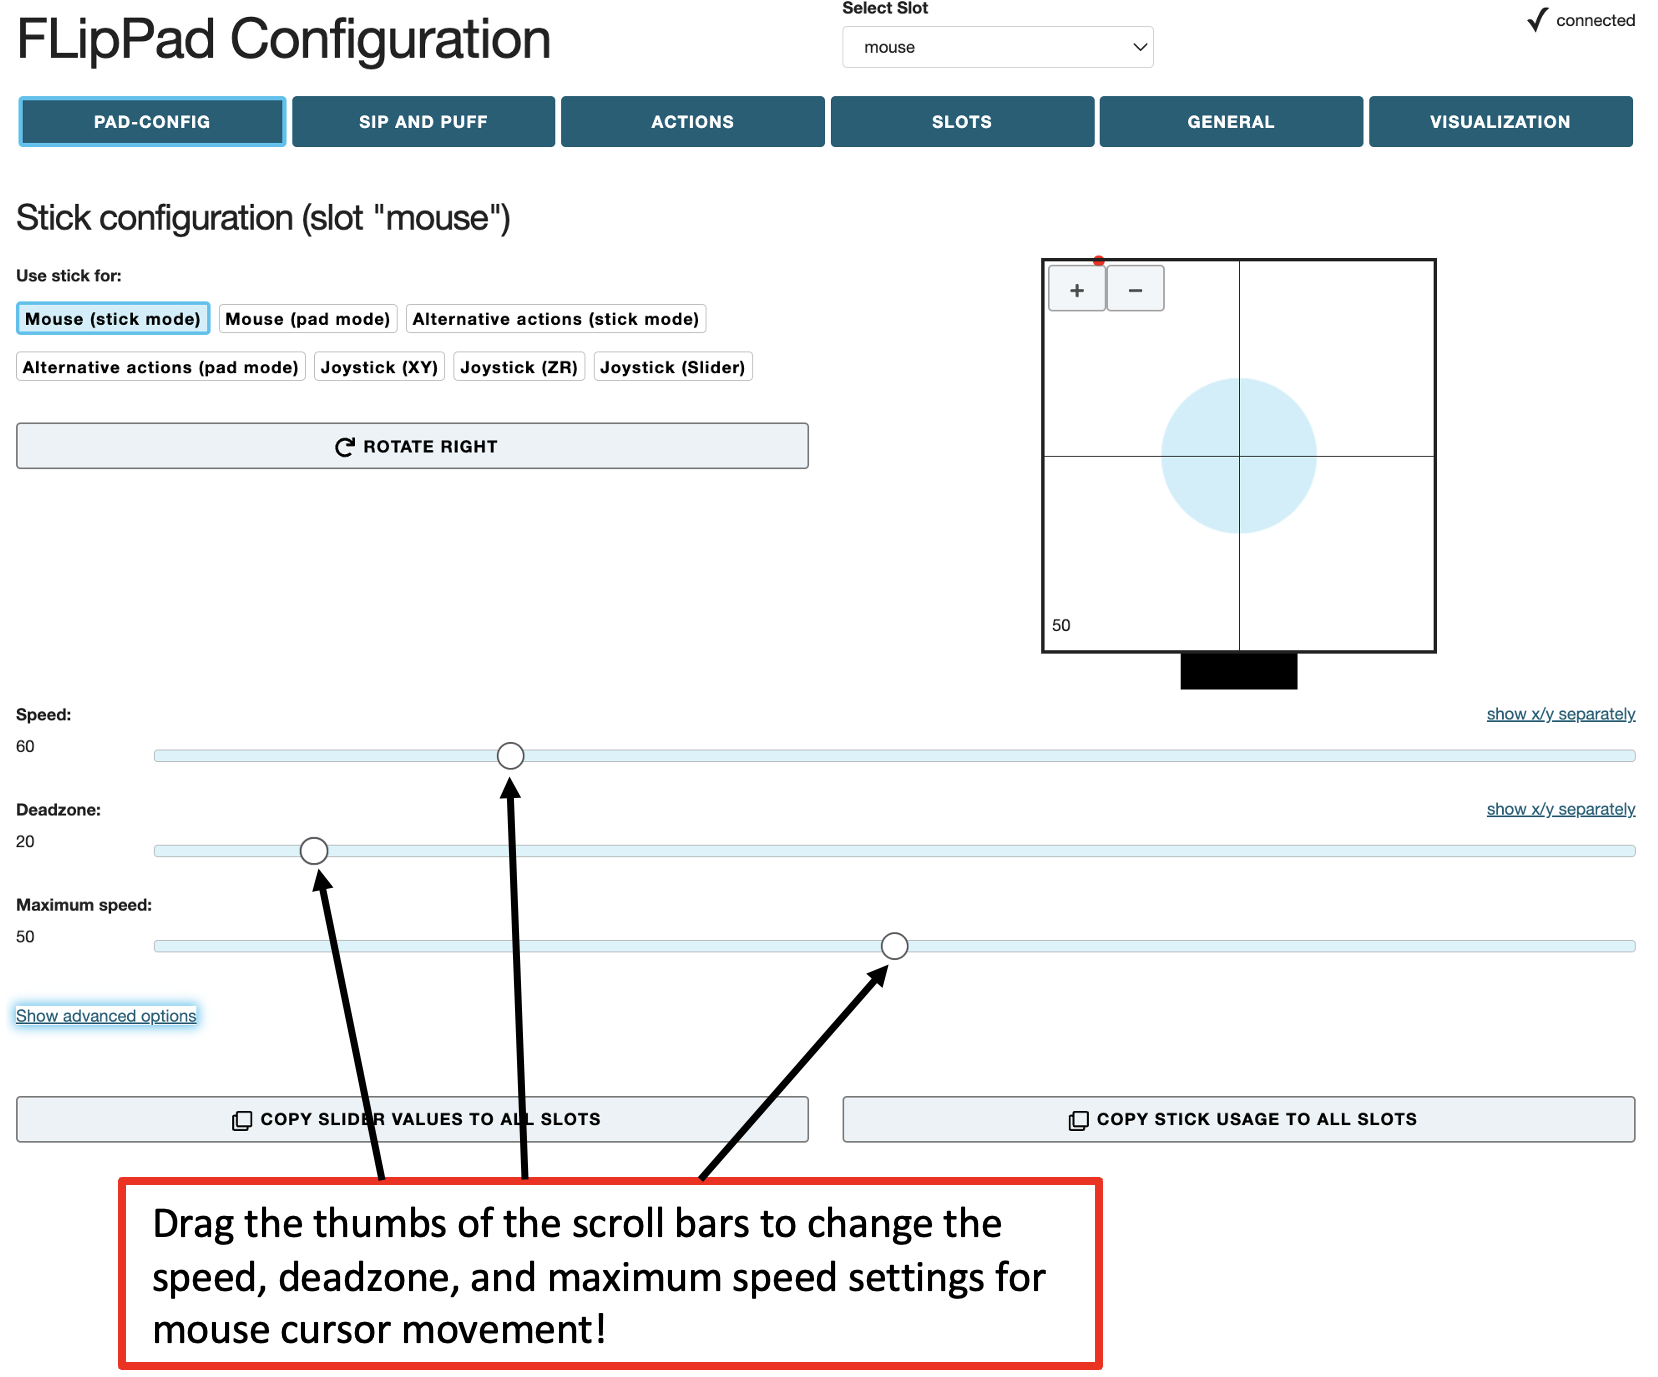 FLipPad Configuration
Select Slot
mouse
connected
PAD-CONFIG
SIP AND PUFF
ACTIONS
SLOTS
GENERAL
VISUALIZATION
Stick configuration (slot "mouse")
Use stick for:
Mouse (stick mode)
Mouse (pad mode)
Alternative actions (stick mode)
Alternative actions (pad mode)
Joystick (XY)
Joystick (ZR)
Joystick (Slider)
ROTATE RIGHT
+
−
50
Speed:
show x/y separately
60
Deadzone:
show x/y separately
20
Maximum speed:
50
Show advanced options
COPY SLIDER VALUES TO ALL SLOTS
COPY STICK USAGE TO ALL SLOTS
Drag the thumbs of the scroll bars to change the
speed, deadzone, and maximum speed settings for
mouse cursor movement!